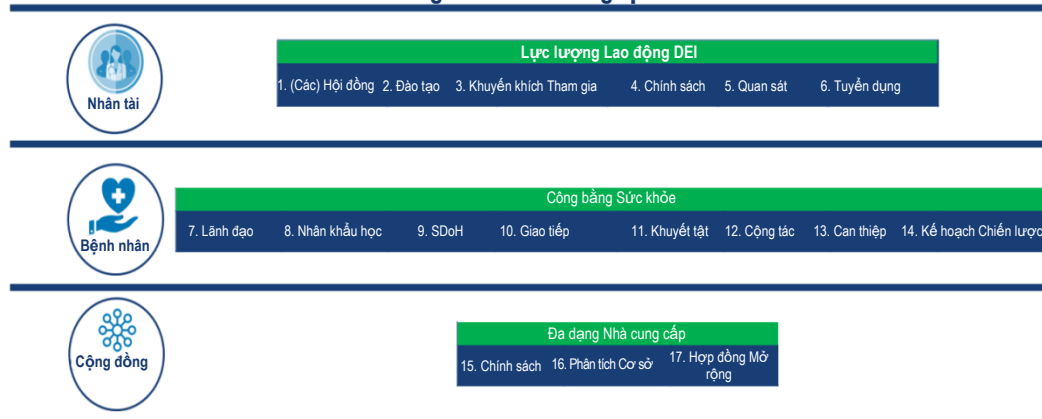 Lực lượng Lao động DEI
1. (Các) Hội đồng 2. Đào tạo 3. Khuyến khích Tham gia 4. Chính sách 5. Quan sát 6. Tuyển dụng
Nhân tài
Công bằng Sức khỏe
7. Lãnh đạo 8. Nhân khẩu học 9. SDoH 10. Giao tiếp 11. Khuyết tật 12. Cộng tác 13. Can thiệp 14. Kế hoạch Chiến lược
Bệnh nhân
Đa dạng Nhà cung cấp
15. Chính sách 16. Phân tích Cơ sở 17. Hợp đồng Mở
rộng
Cộng đồng